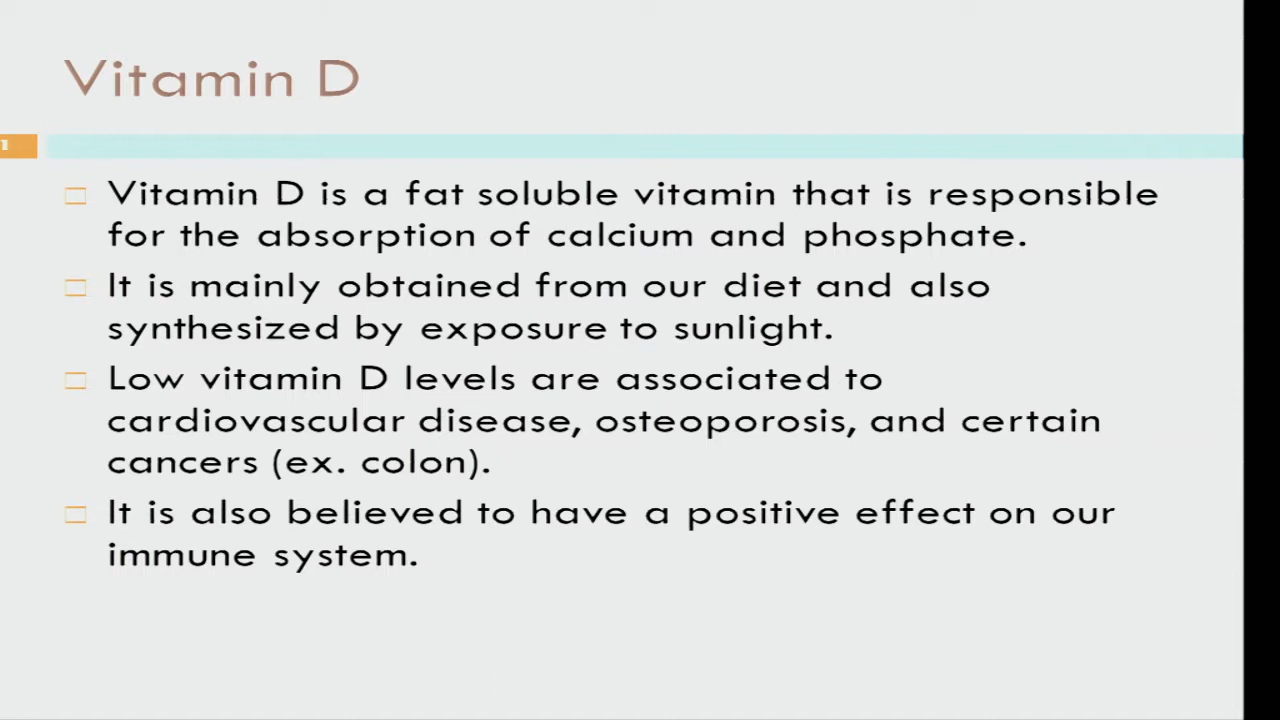 Vitamin D
1
Vitamin D is a fat soluble vitamin that is responsible
for the absorption of calcium and phosphate.
It is mainly obtained from our diet and also
synthesized by exposure to sunlight.
Low vitamin D levels are associated to
cardiovascular disease, osteoporosis, and certain
cancers (ex. colon).
It is also believed to have a positive effect on our
immune system.